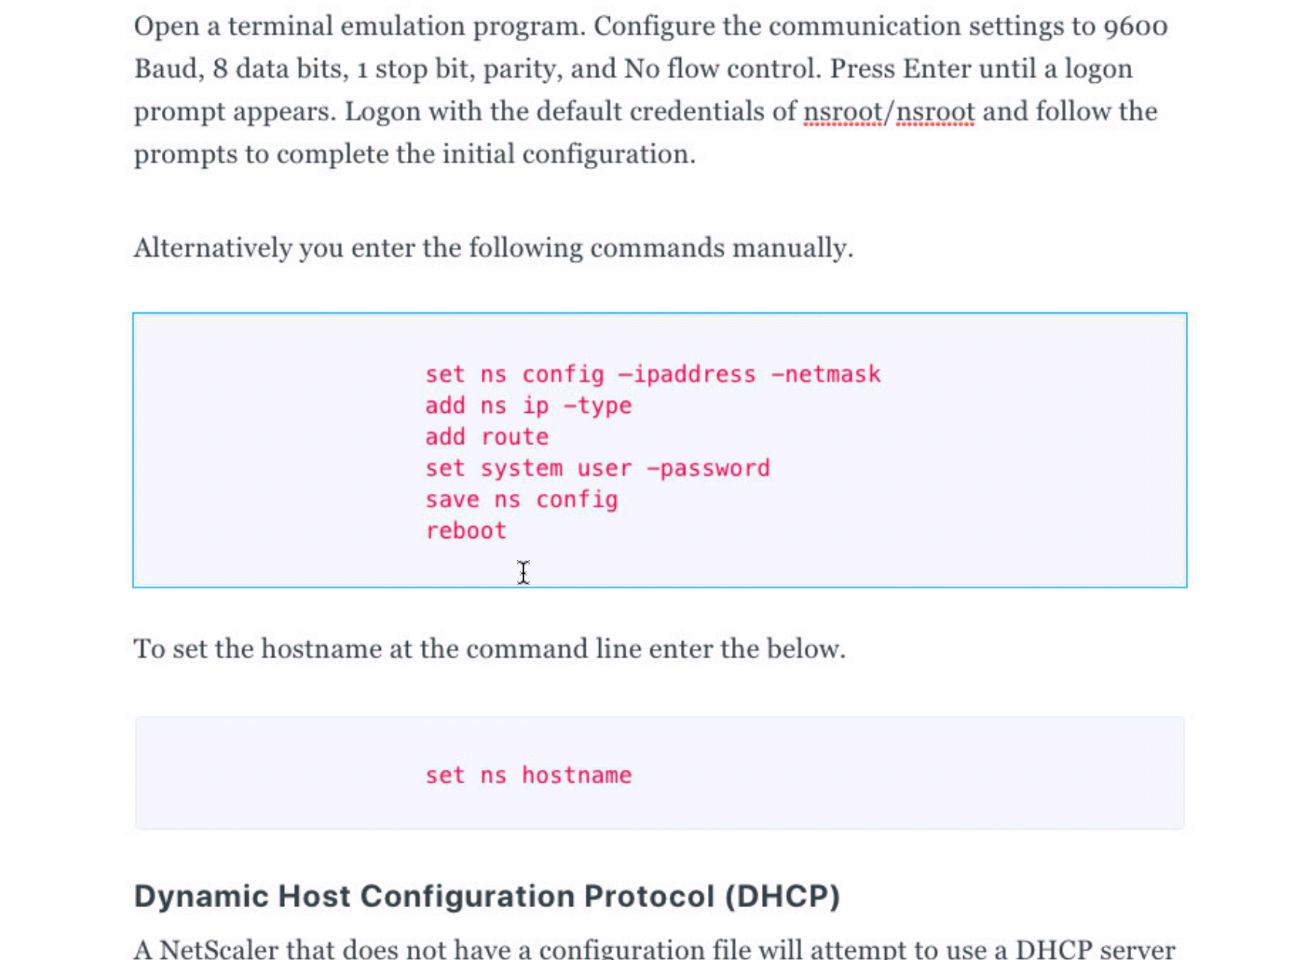 Open a terminal emulation program. Configure the communication settings to 9600
Baud, 8 data bits, 1 stop bit, parity, and No flow control. Press Enter until a logon
prompt appears. Logon with the default credentials of nsroot/nsroot and follow the
prompts to complete the initial configuration.
Alternatively you enter the following commands manually.
set ns config –ipaddress –netmask
add ns ip –type
add route
set system user –password
save ns config
reboot
To set the hostname at the command line enter the below.
set ns hostname
Dynamic Host Configuration Protocol (DHCP)
A NetScaler that does not have a configuration file will attempt to use a DHCP server